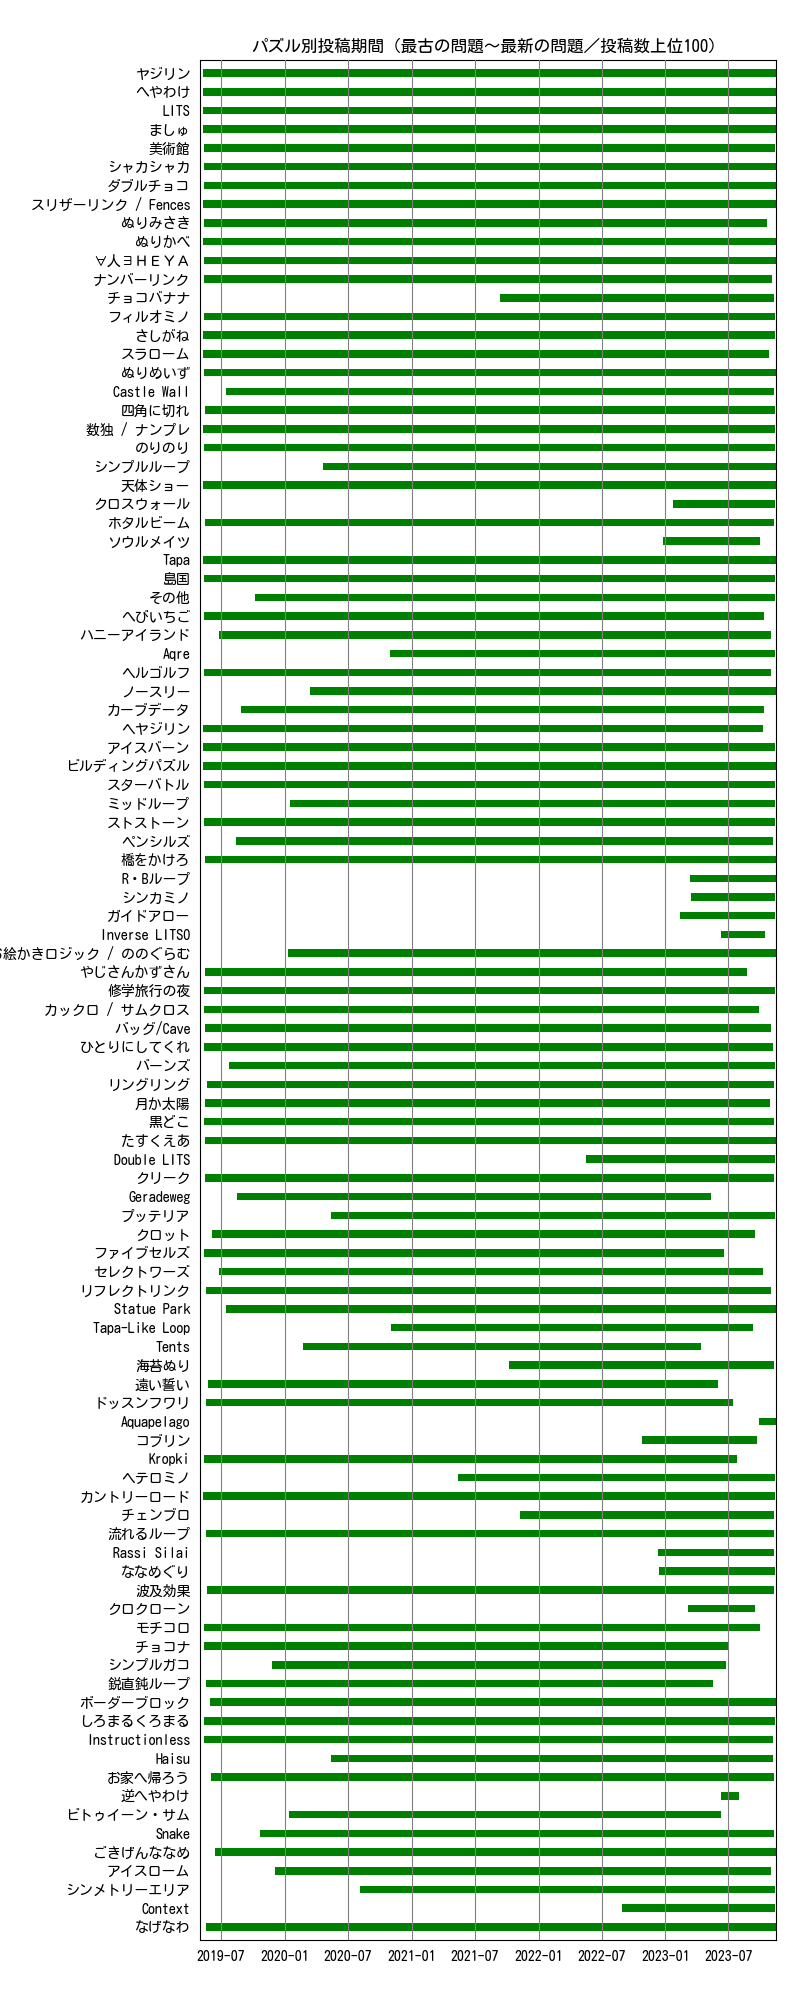 パズル別投稿期間（最古の問題～最新の問題／投稿数上位100）
ヤジリン
へやわけ
LITS
ましゅ
美術館
シャカシャカ
ダブルチョコ
スリザーリンク / Fences
ぬりみさき
ぬりかべ
∀人∃ＨＥＹＡ
ナンバーリンク
チョコバナナ
フィルオミノ
さしがね
スラローム
ぬりめいず
Castle Wall
四角に切れ
数独 / ナンプレ
のりのり
シンプルループ
天体ショー
クロスウォール
ホタルビーム
ソウルメイツ
Tapa
島国
その他
へびいちご
ハニーアイランド
Aqre
ヘルゴルフ
ノースリー
カーブデータ
ヘヤジリン
アイスバーン
ビルディングパズル
スターバトル
ミッドループ
ストストーン
ペンシルズ
橋をかけろ
R・Bループ
シンカミノ
ガイドアロー
Inverse LITSO
お絵かきロジック / ののぐらむ
やじさんかずさん
修学旅行の夜
カックロ / サムクロス
バッグ/Cave
ひとりにしてくれ
バーンズ
リングリング
月か太陽
黒どこ
たすくえあ
Double LITS
クリーク
Geradeweg
プッテリア
クロット
ファイブセルズ
セレクトワーズ
リフレクトリンク
Statue Park
Tapa-Like Loop
Tents
海苔ぬり
遠い誓い
ドッスンフワリ
Aquapelago
コブリン
Kropki
ヘテロミノ
カントリーロード
チェンブロ
流れるループ
Rassi Silai
ななめぐり
波及効果
クロクローン
モチコロ
チョコナ
シンプルガコ
鋭直鈍ループ
ボーダーブロック
しろまるくろまる
Instructionless
Haisu
お家へ帰ろう
逆へやわけ
ビトゥイーン・サム
Snake
ごきげんななめ
アイスローム
シンメトリーエリア
Context
なげなわ
2019-07 2020-01 2020-07 2021-01 2021-07 2022-01 2022-07 2023-01 2023-07